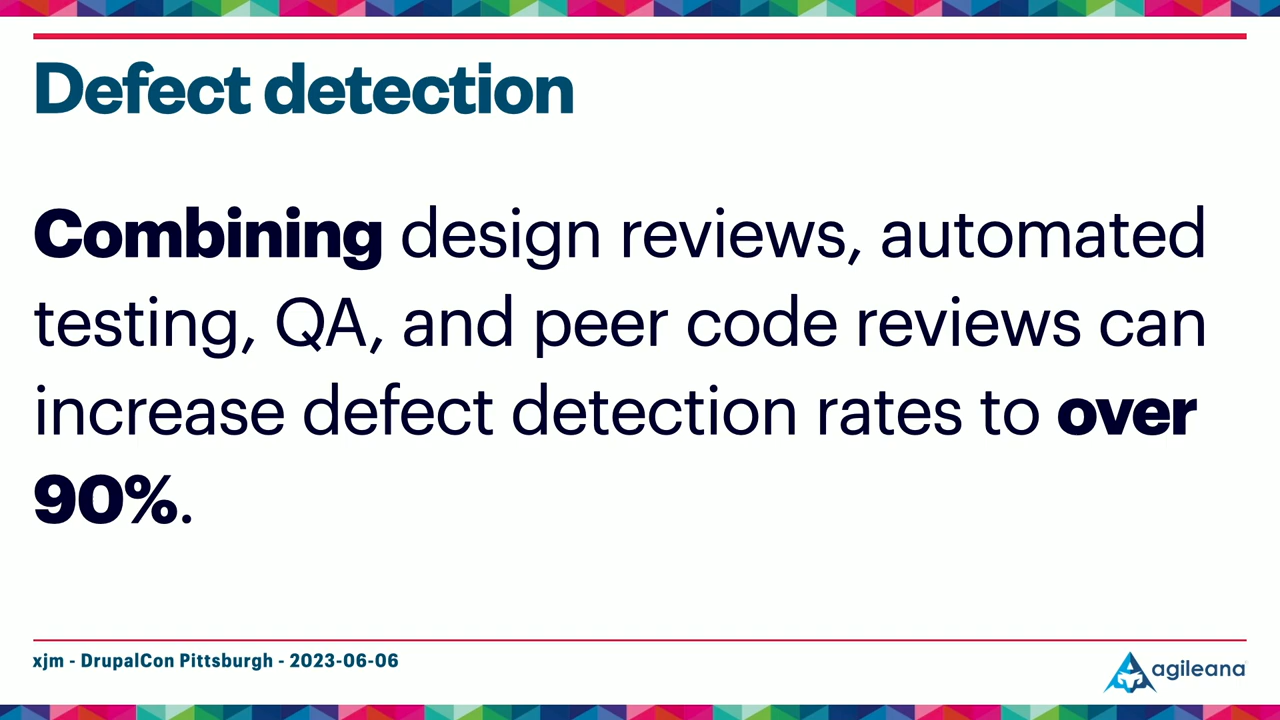 Defect detection
Combining design reviews, automated
testing, QA, and peer code reviews can
increase defect detection rates to over
90%.
xjm - DrupalCon Pittsburgh - 2023-06-06
agileana